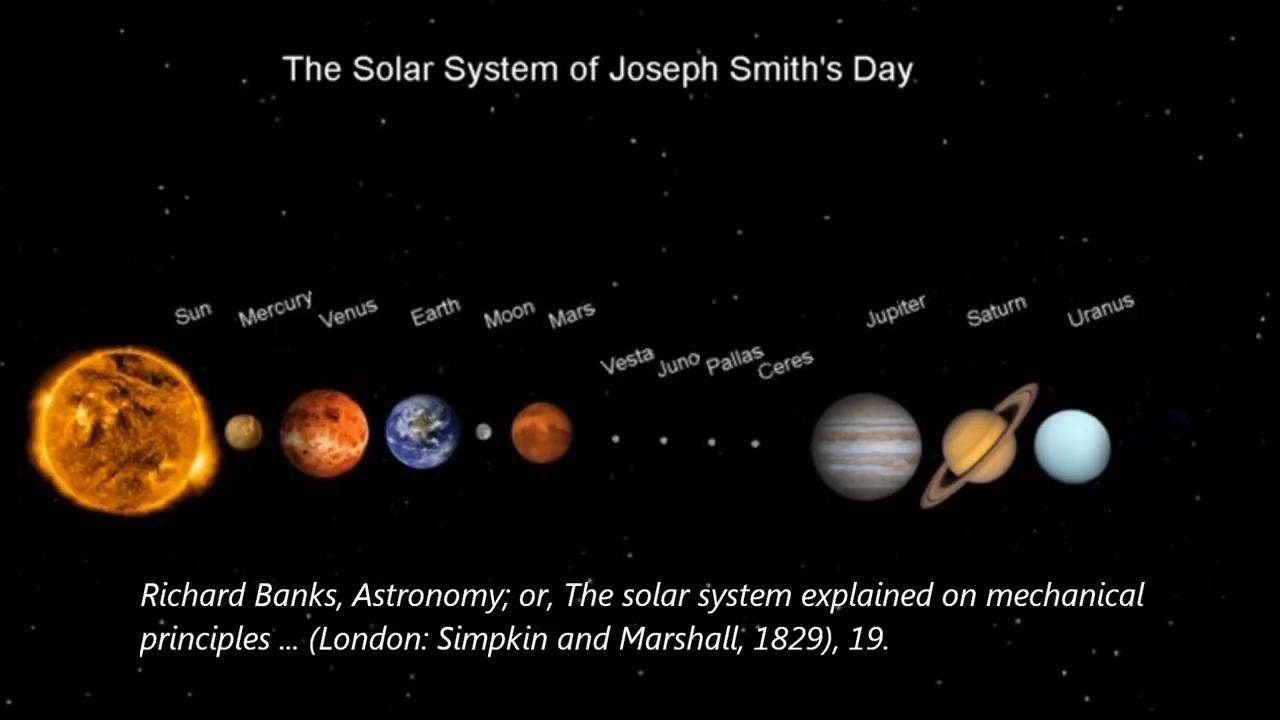 The Solar System of Joseph Smith's Day
Sun
Mercury
Venus
Earth
Moon
Mars
Vesta
Juno
Pallas
Ceres
Jupiter
Saturn
Uranus
Richard Banks, Astronomy; or, The solar system explained on mechanical
principles ... (London: Simpkin and Marshall, 1829), 19.